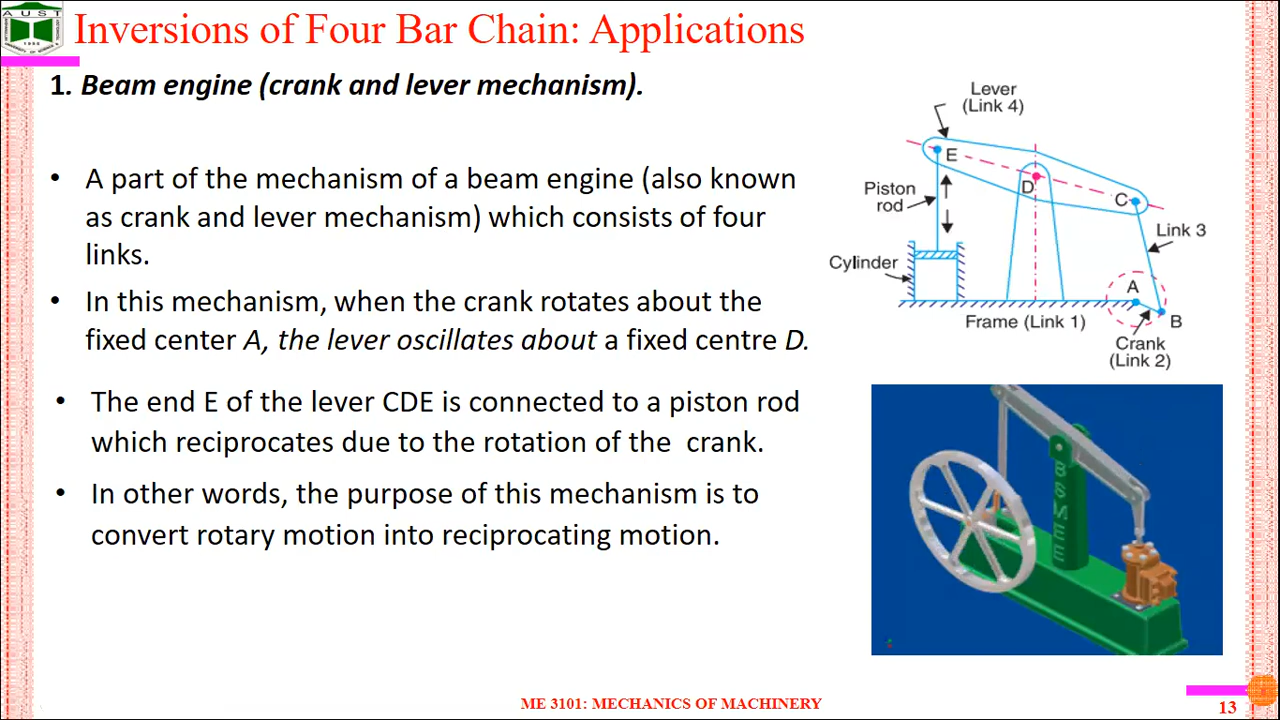 AUST
1995
Inversions of Four Bar Chain: Applications
1. Beam engine (crank and lever mechanism).
• A part of the mechanism of a beam engine (also known
as crank and lever mechanism) which consists of four
links.
• In this mechanism, when the crank rotates about the
fixed center A, the lever oscillates about a fixed centre D.
• The end E of the lever CDE is connected to a piston rod
which reciprocates due to the rotation of the crank.
• In other words, the purpose of this mechanism is to
convert rotary motion into reciprocating motion.
Lever
(Link 4)
E
D
C
Piston
rod
Link 3
Cylinder
A
B
Frame (Link 1)
Crank
(Link 2)
ME 3101: MECHANICS OF MACHINERY
13